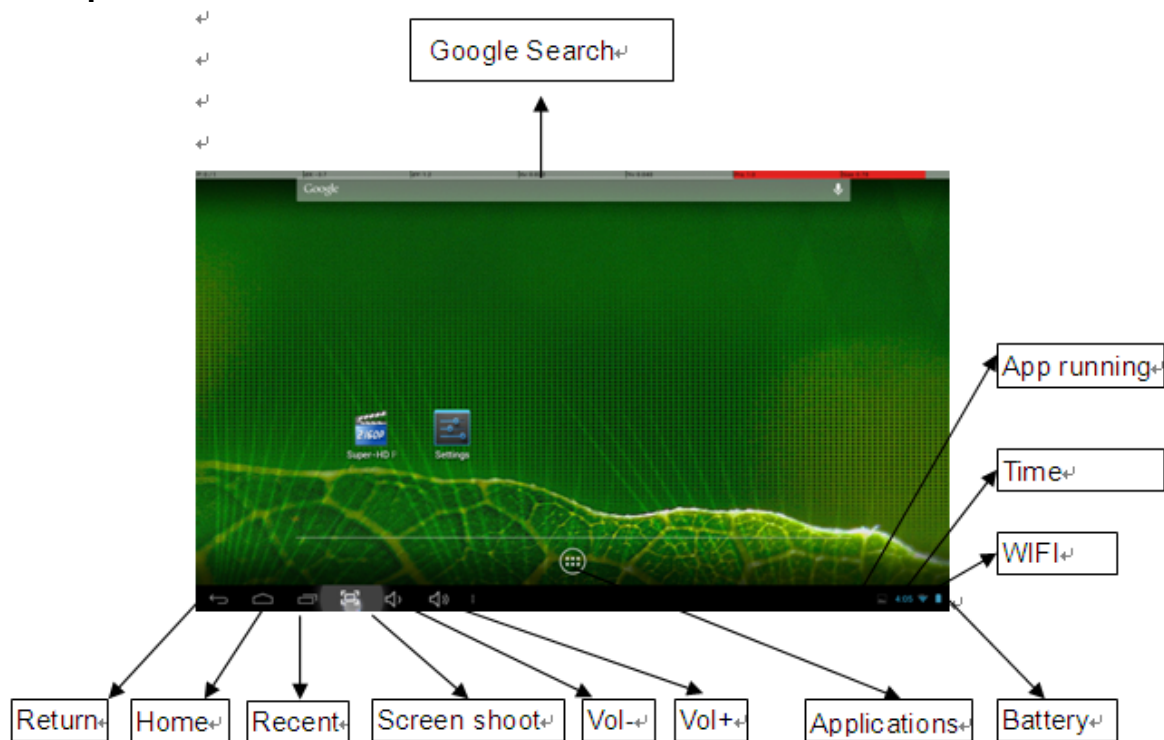 Google Search
Google
App running
2160P
Super-HD P
Settings
Time
WIFI
4:05
Return
Home
Recent
Screen shoot
Vol-
Vol+
Applications
Battery